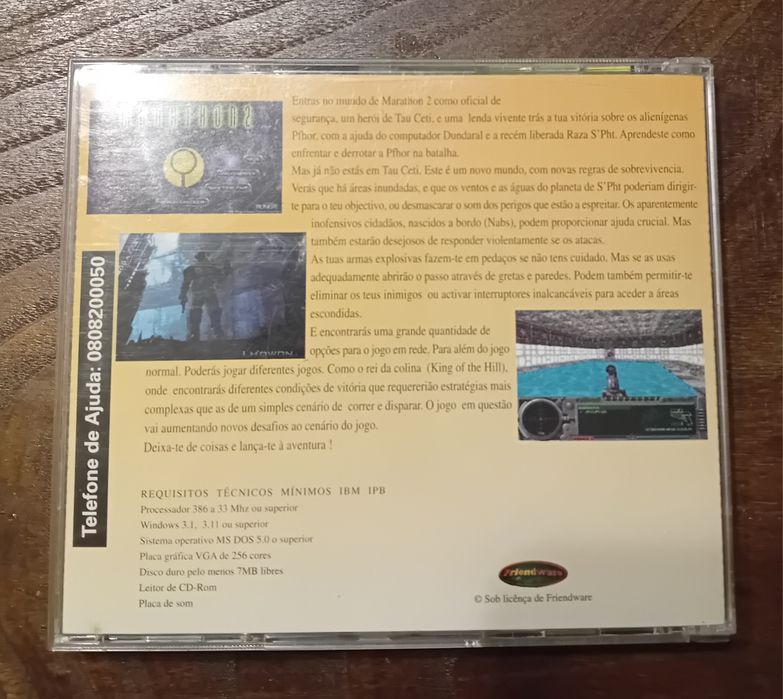 Entras no mundo de Marathon 2 como oficial de
segurança, um herói de Tau Ceti, e uma lenda vivente trás a tua vitória sobre os alienígenas
Pfhor, com a ajuda do computador Dundaral e a recém liberada Raza S'Pht. Aprendeste como
enfrentar e derrotar a Pfhor na batalha.
Mas já não estás em Tau Ceti. Este é um novo mundo, com novas regras de sobrevivencia.
Verás que há áreas inundadas, e que os ventos e as águas do planeta de S'Pht poderiam dirigir-
te para o teu objectivo, ou desmascarar o som dos perigos que estão a espreitar. Os aparentemente
inofensivos cidadãos, nascidos a bordo (Nabs), podem proporcionar ajuda crucial. Mas
também estarão desejosos de responder violentamente se os atacas.
As tuas armas explosivas fazem-te em pedaços se não tens cuidado. Mas se as usas
adequadamente abrirão o passo através de gretas e paredes. Podem também permitir-te
eliminar os teus inimigos ou activar interruptores inalcancáveis para aceder a áreas
escondidas.
E encontrarás uma grande quantidade de
opções para o jogo em rede. Para além do jogo
normal. Poderás jogar diferentes jogos. Como o rei da colina (King of the Hill),
onde encontrarás diferentes condições de vitória que requererião estratégias mais
complexas que as de um simples cenário de correr e disparar. O jogo em questão
vai aumentando novos desafios ao cenário do jogo.
Deixa-te de coisas e lança-te à aventura !
Telefone de Ajuda: 0808200050
REQUISITOS TÉCNICOS MÍNIMOS IBM IPB
Processador 386 a 33 Mhz ou superior
Windows 3.1, 3.11 ou superior
Sistema operativo MS DOS 5.0 o superior
Placa gráfica VGA de 256 cores
Disco duro pelo menos 7MB libres
Leitor de CD-Rom
Placa de som
Friendware
© Sob licênça de Friendware